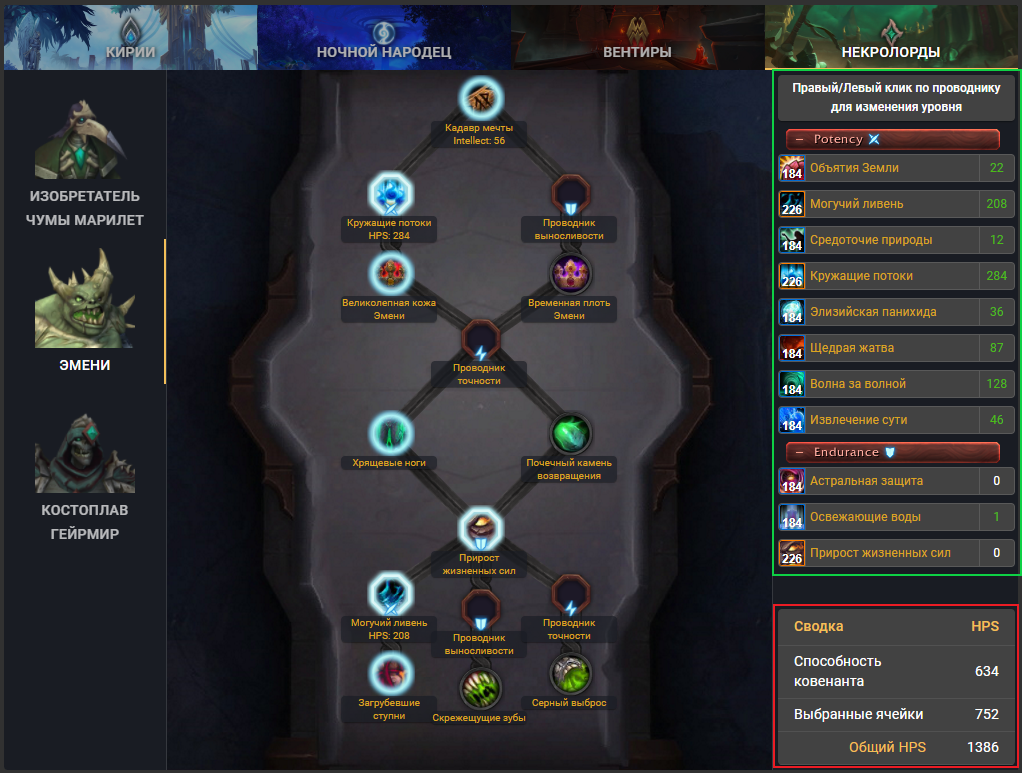 КИРИИ
НОЧНОЙ НАРОДЕЦ
ВЕНТИРЫ
НЕКРОЛОРДЫ
ИЗОБРЕТАТЕЛЬ
ЧУМЫ МАРИЛЕТ
ЭМЕНИ
КОСТОПЛАВ
ГЕЙРМИР
Кадавр мечты
Intellect: 56
Кружащие потоки
HPS: 284
Проводник
выносливости
Великолепная кожа
Эмени
Временная плоть
Эмени
Проводник
точности
Хрящевые ноги
Почечный камень
возвращения
Прирост
жизненных сил
Могучий ливень
HPS: 208
Проводник
выносливости
Проводник
точности
Загрубевшие
ступни
Скрежещущие зубы
Серный выброс
Правый/Левый клик по проводнику
для изменения уровня
– Potency
184 Объятия Земли 22
226 Могучий ливень 208
184 Средоточие природы 12
226 Кружащие потоки 284
184 Элизийская панихида 36
184 Щедрая жатва 87
184 Волна за волной 128
184 Извлечение сути 46
– Endurance
184 Астральная защита 0
184 Освежающие воды 1
226 Прирост жизненных сил 0
Сводка HPS
Способность
ковенанта 634
Выбранные ячейки 752
Общий HPS 1386